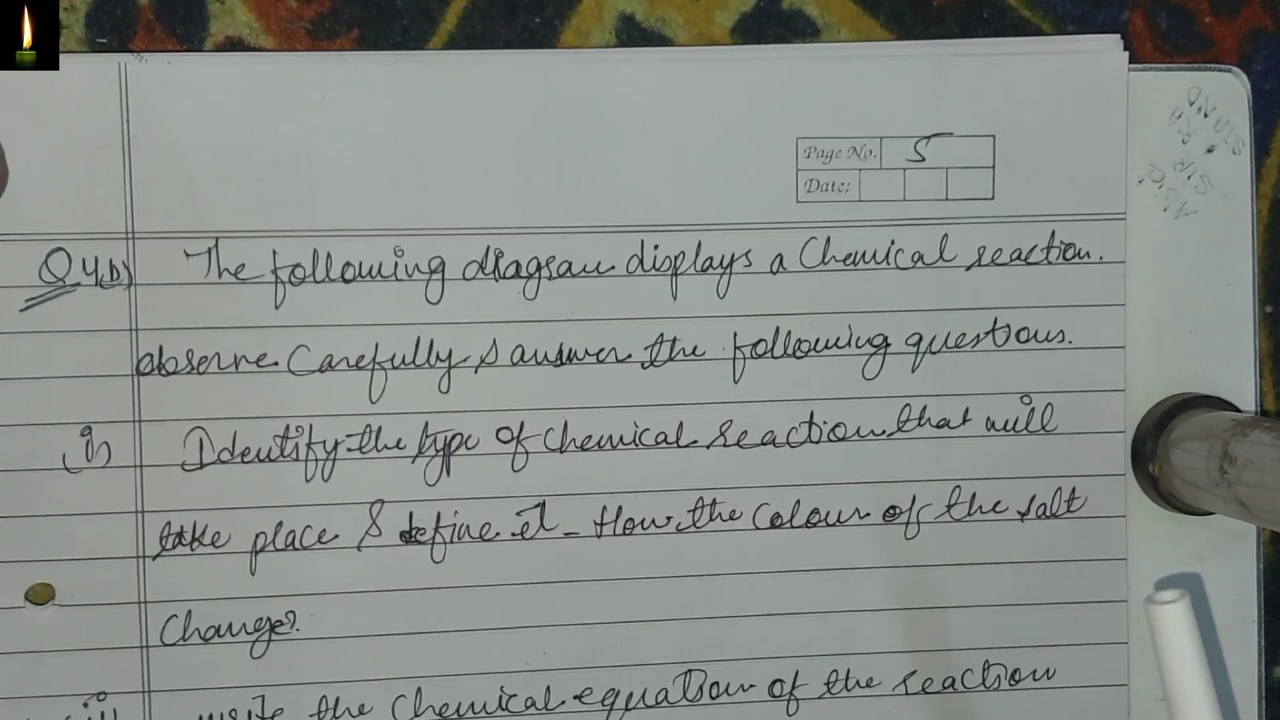 Page No. 5
Date:
Q4(b) The following diagram displays a Chemical reaction.
observe Carefully & answer the following questions.
(i) Identify the type of chemical reaction that will
take place & define it - How the colour of the salt
Change?
write the chemical equation of the reaction